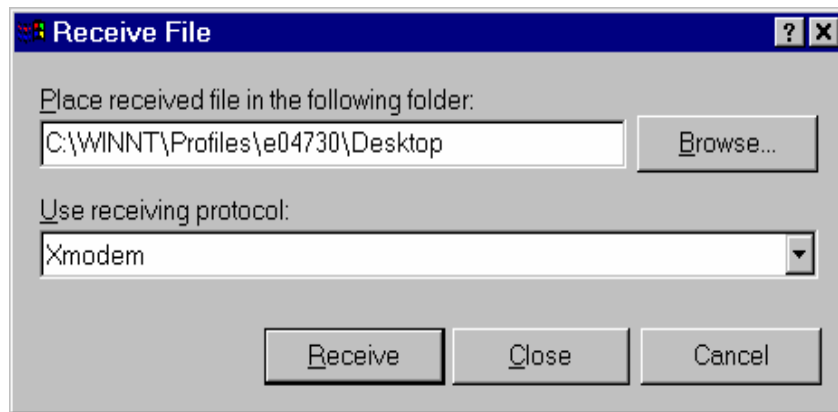 Receive File
Place received file in the following folder:
C:\WINNT\Profiles\e04730\Desktop
Browse...
Use receiving protocol:
Xmodem
Receive Close Cancel